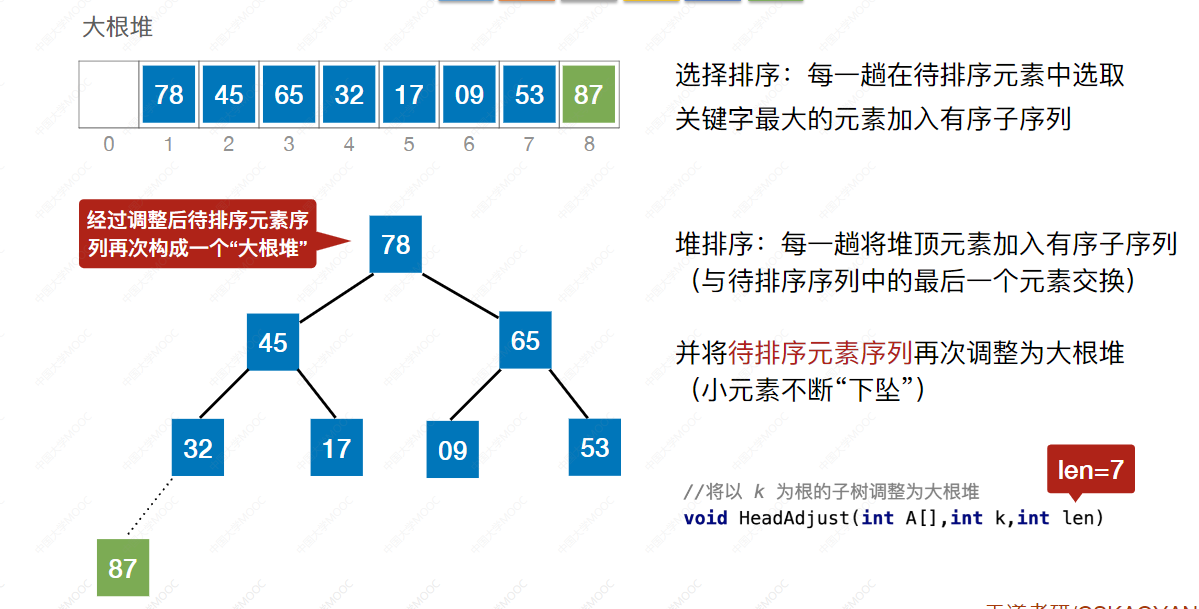 大根堆
78 45 65 32 17 09 53 87
0 1 2 3 4 5 6 7 8
选择排序：每一趟在待排序元素中选取
关键字最大的元素加入有序子序列
经过调整后待排序元素序
列再次构成一个“大根堆”
78
45 65
32 17 09 53
87
堆排序：每一趟将堆顶元素加入有序子序列
（与待排序序列中的最后一个元素交换）
并将待排序元素序列再次调整为大根堆
（小元素不断“下坠”）
len=7
//将以 k 为根的子树调整为大根堆
void HeadAdjust(int A[],int k,int len)